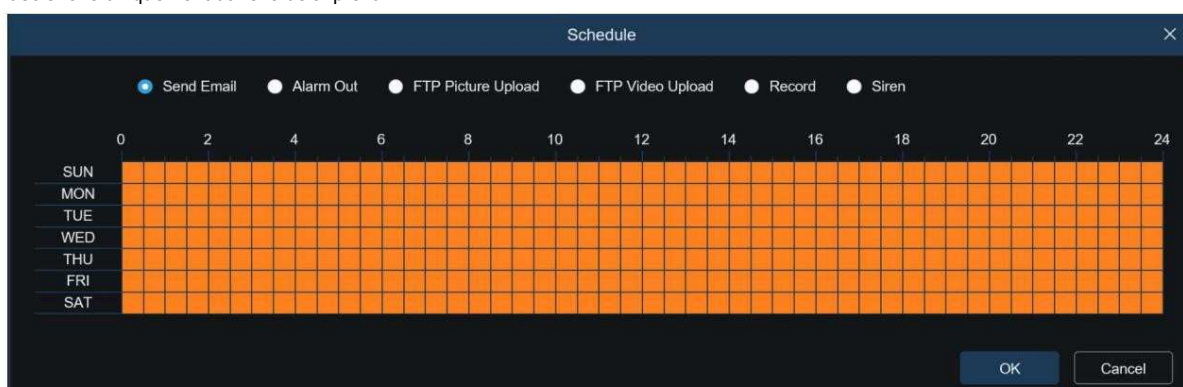 Schedule
Send Email Alarm Out FTP Picture Upload FTP Video Upload Record Siren
0 2 4 6 8 10 12 14 16 18 20 22 24
SUN
MON
TUE
WED
THU
FRI
SAT
OK Cancel